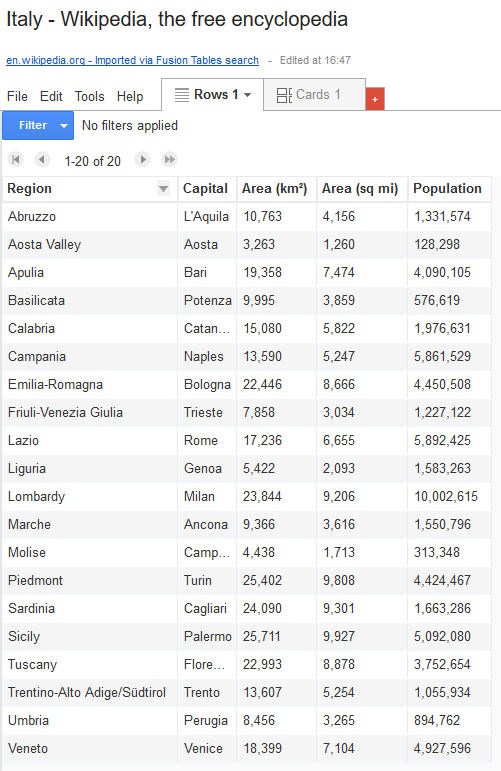 Italy - Wikipedia, the free encyclopedia
en.wikipedia.org - Imported via Fusion Tables search - Edited at 16:47
File Edit Tools Help Rows 1 Cards 1 +
Filter No filters applied
1-20 of 20
Region Capital Area (km²) Area (sq mi) Population
Abruzzo L'Aquila 10,763 4,156 1,331,574
Aosta Valley Aosta 3,263 1,260 128,298
Apulia Bari 19,358 7,474 4,090,105
Basilicata Potenza 9,995 3,859 576,619
Calabria Catan... 15,080 5,822 1,976,631
Campania Naples 13,590 5,247 5,861,529
Emilia-Romagna Bologna 22,446 8,666 4,450,508
Friuli-Venezia Giulia Trieste 7,858 3,034 1,227,122
Lazio Rome 17,236 6,655 5,892,425
Liguria Genoa 5,422 2,093 1,583,263
Lombardy Milan 23,844 9,206 10,002,615
Marche Ancona 9,366 3,616 1,550,796
Molise Camp... 4,438 1,713 313,348
Piedmont Turin 25,402 9,808 4,424,467
Sardinia Cagliari 24,090 9,301 1,663,286
Sicily Palermo 25,711 9,927 5,092,080
Tuscany Flore... 22,993 8,878 3,752,654
Trentino-Alto Adige/Südtirol Trento 13,607 5,254 1,055,934
Umbria Perugia 8,456 3,265 894,762
Veneto Venice 18,399 7,104 4,927,596